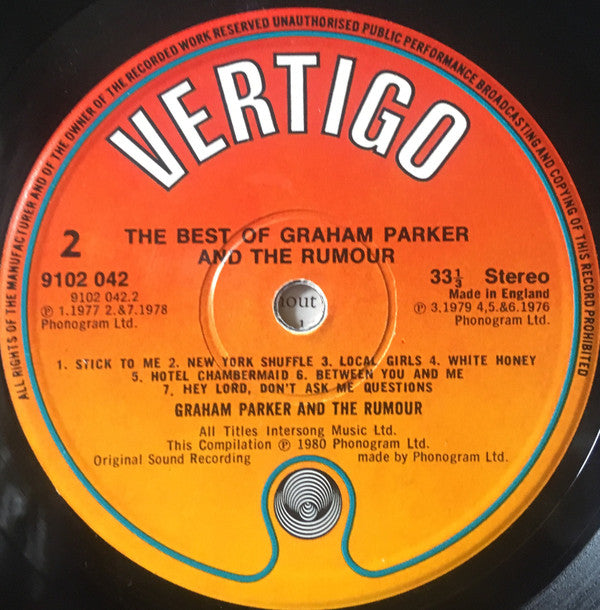 ALL RIGHTS OF THE MANUFACTURER AND OF THE OWNER OF THE RECORDED WORK RESERVED UNAUTHORISED PUBLIC PERFORMANCE BROADCASTING AND COPYING OF THIS RECORD PROHIBITED
VERTIGO
2
THE BEST OF GRAHAM PARKER
AND THE RUMOUR
9102 042
9102 042.2
℗ 1.1977 2.&7.1978
Phonogram Ltd.
33⅓ Stereo
Made in England
℗ 3.1979 4,5.&6.1976
Phonogram Ltd.
out
1. STICK TO ME 2. NEW YORK SHUFFLE 3. LOCAL GIRLS 4. WHITE HONEY
5. HOTEL CHAMBERMAID 6. BETWEEN YOU AND ME
7. HEY LORD, DON'T ASK ME QUESTIONS
GRAHAM PARKER AND THE RUMOUR
All Titles Intersong Music Ltd.
This Compilation ℗ 1980 Phonogram Ltd.
Original Sound Recording made by Phonogram Ltd.